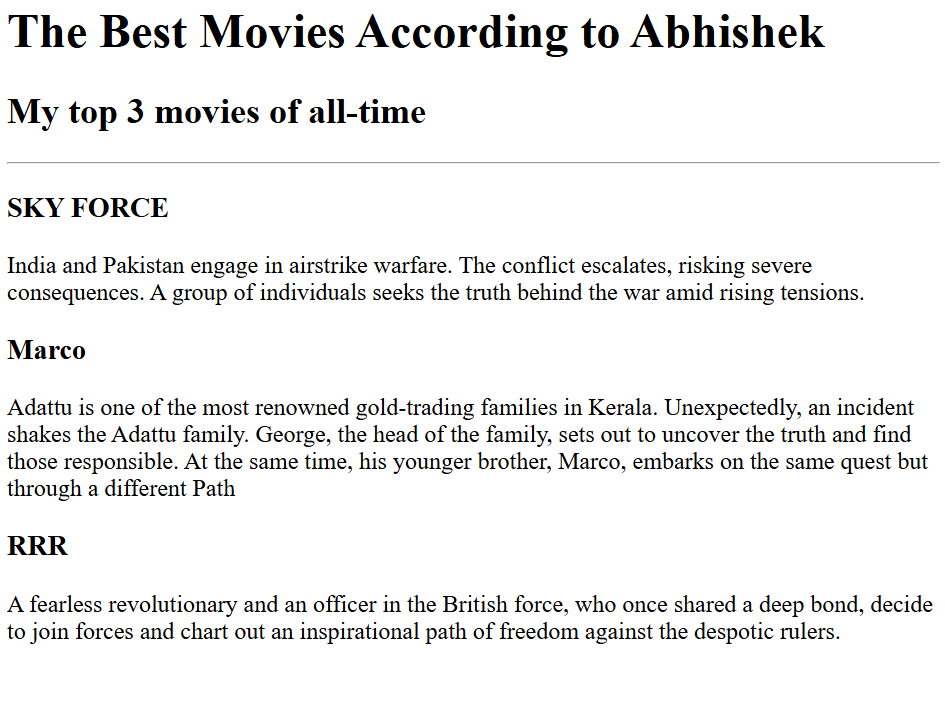 The Best Movies According to Abhishek
My top 3 movies of all-time
SKY FORCE
India and Pakistan engage in airstrike warfare. The conflict escalates, risking severe
consequences. A group of individuals seeks the truth behind the war amid rising tensions.
Marco
Adattu is one of the most renowned gold-trading families in Kerala. Unexpectedly, an incident
shakes the Adattu family. George, the head of the family, sets out to uncover the truth and find
those responsible. At the same time, his younger brother, Marco, embarks on the same quest but
through a different Path
RRR
A fearless revolutionary and an officer in the British force, who once shared a deep bond, decide
to join forces and chart out an inspirational path of freedom against the despotic rulers.